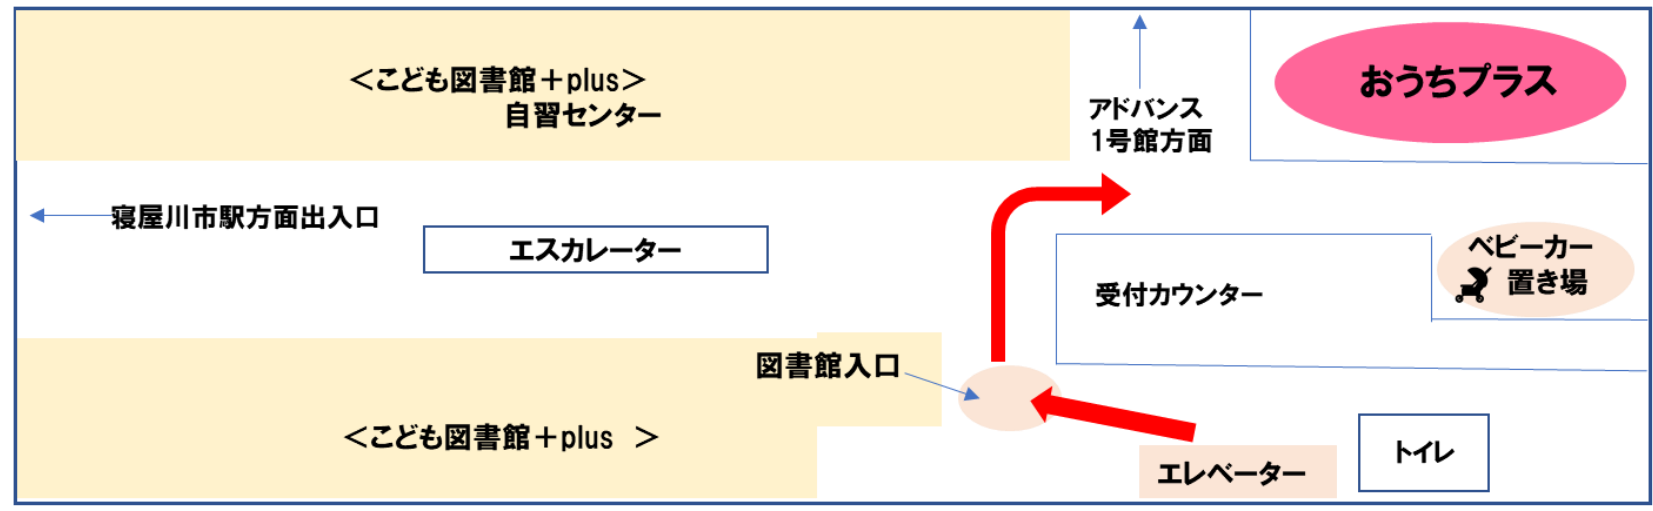 ＜こども図書館＋plus＞
自習センター
アドバンス
1号館方面
おうちプラス
寝屋川市駅方面出入口
エスカレーター
ベビーカー
置き場
受付カウンター
図書館入口
＜こども図書館＋plus ＞
エレベーター
トイレ